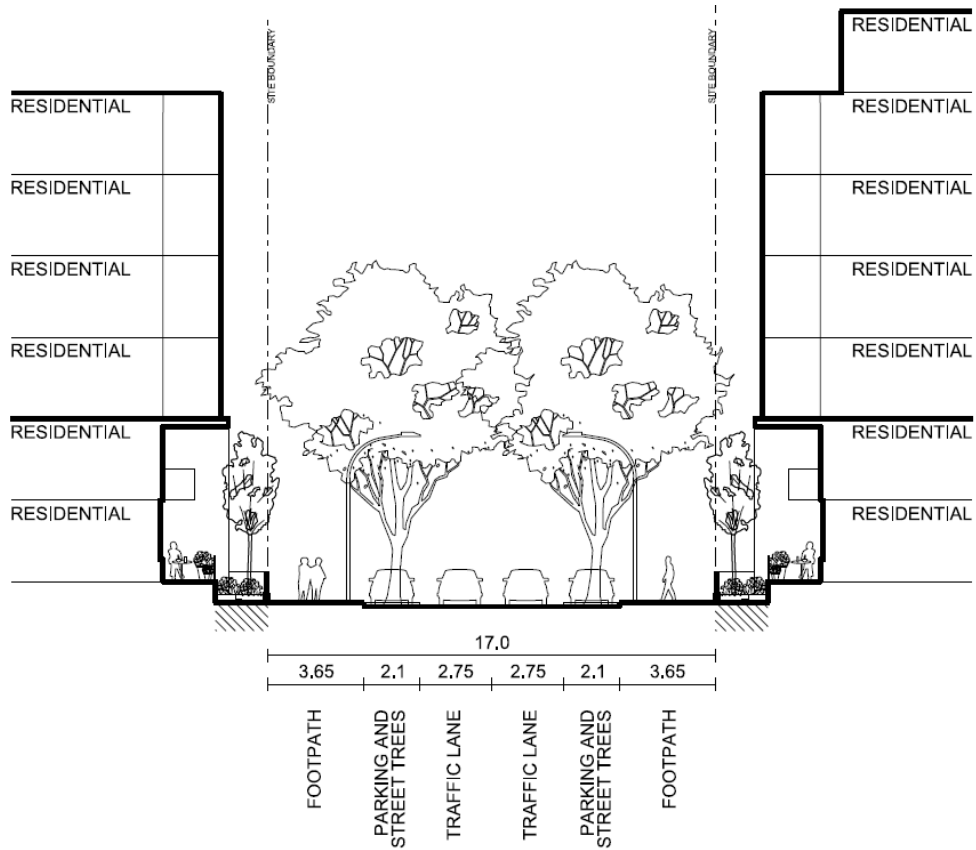 RESIDENTIAL
SITE BOUNDARY
SITE BOUNDARY
RESIDENTIAL
RESIDENTIAL
RESIDENTIAL
RESIDENTIAL
RESIDENTIAL
RESIDENTIAL
RESIDENTIAL
RESIDENTIAL
RESIDENTIAL
RESIDENTIAL
RESIDENTIAL
RESIDENTIAL
17.0
3.65
2.1
2.75
2.75
2.1
3.65
FOOTPATH
PARKING AND
STREET TREES
TRAFFIC LANE
TRAFFIC LANE
PARKING AND
STREET TREES
FOOTPATH